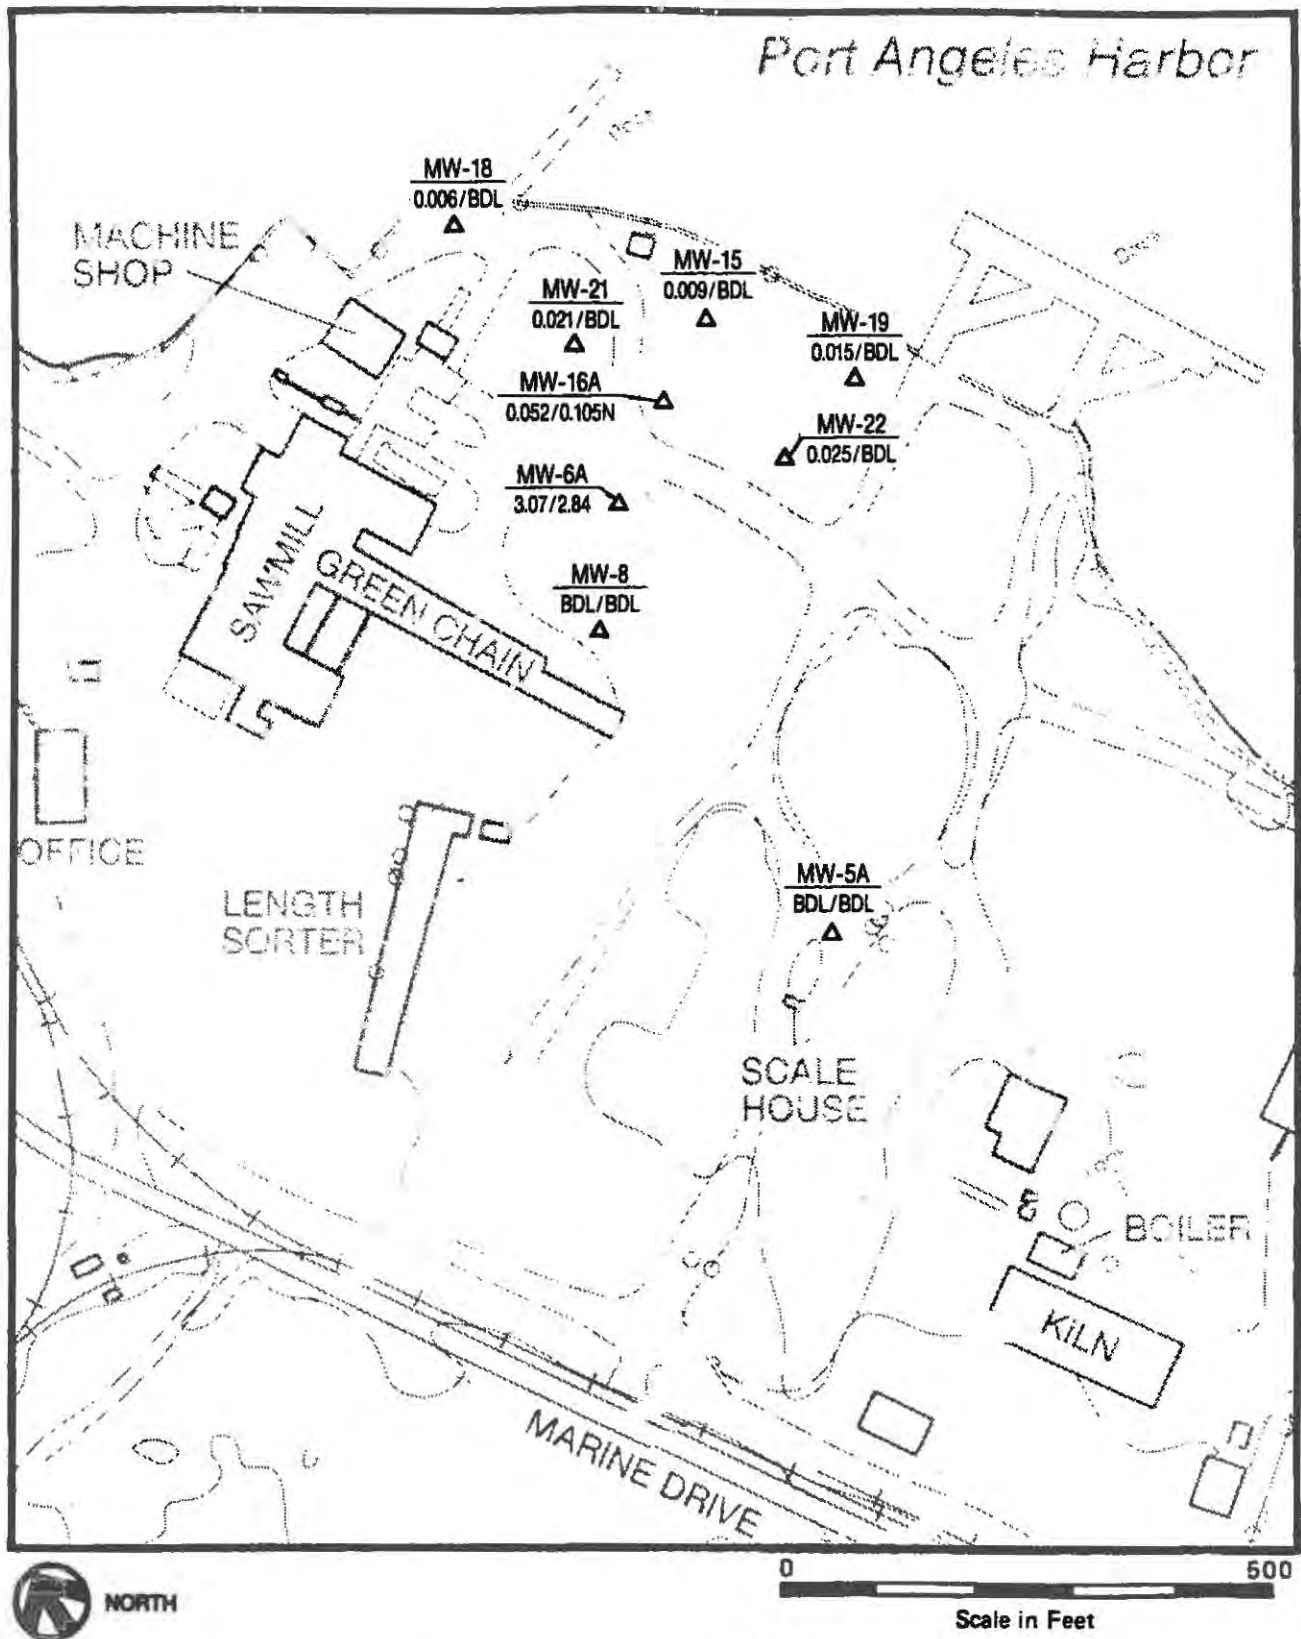 Port Angeles Harbor
Dock
MW-18
0.006/BDL
MACHINE
SHOP
MW-15
0.009/BDL
MW-21
0.021/BDL
MW-19
0.015/BDL
MW-16A
0.052/0.105N
MW-22
0.025/BDL
MW-6A
3.07/2.84
SAWMILL
GREEN CHAIN
MW-8
BDL/BDL
OFFICE
LENGTH
SORTER
MW-5A
BDL/BDL
SCALE
HOUSE
BOILER
KILN
MARINE DRIVE
NORTH
0 500
Scale in Feet